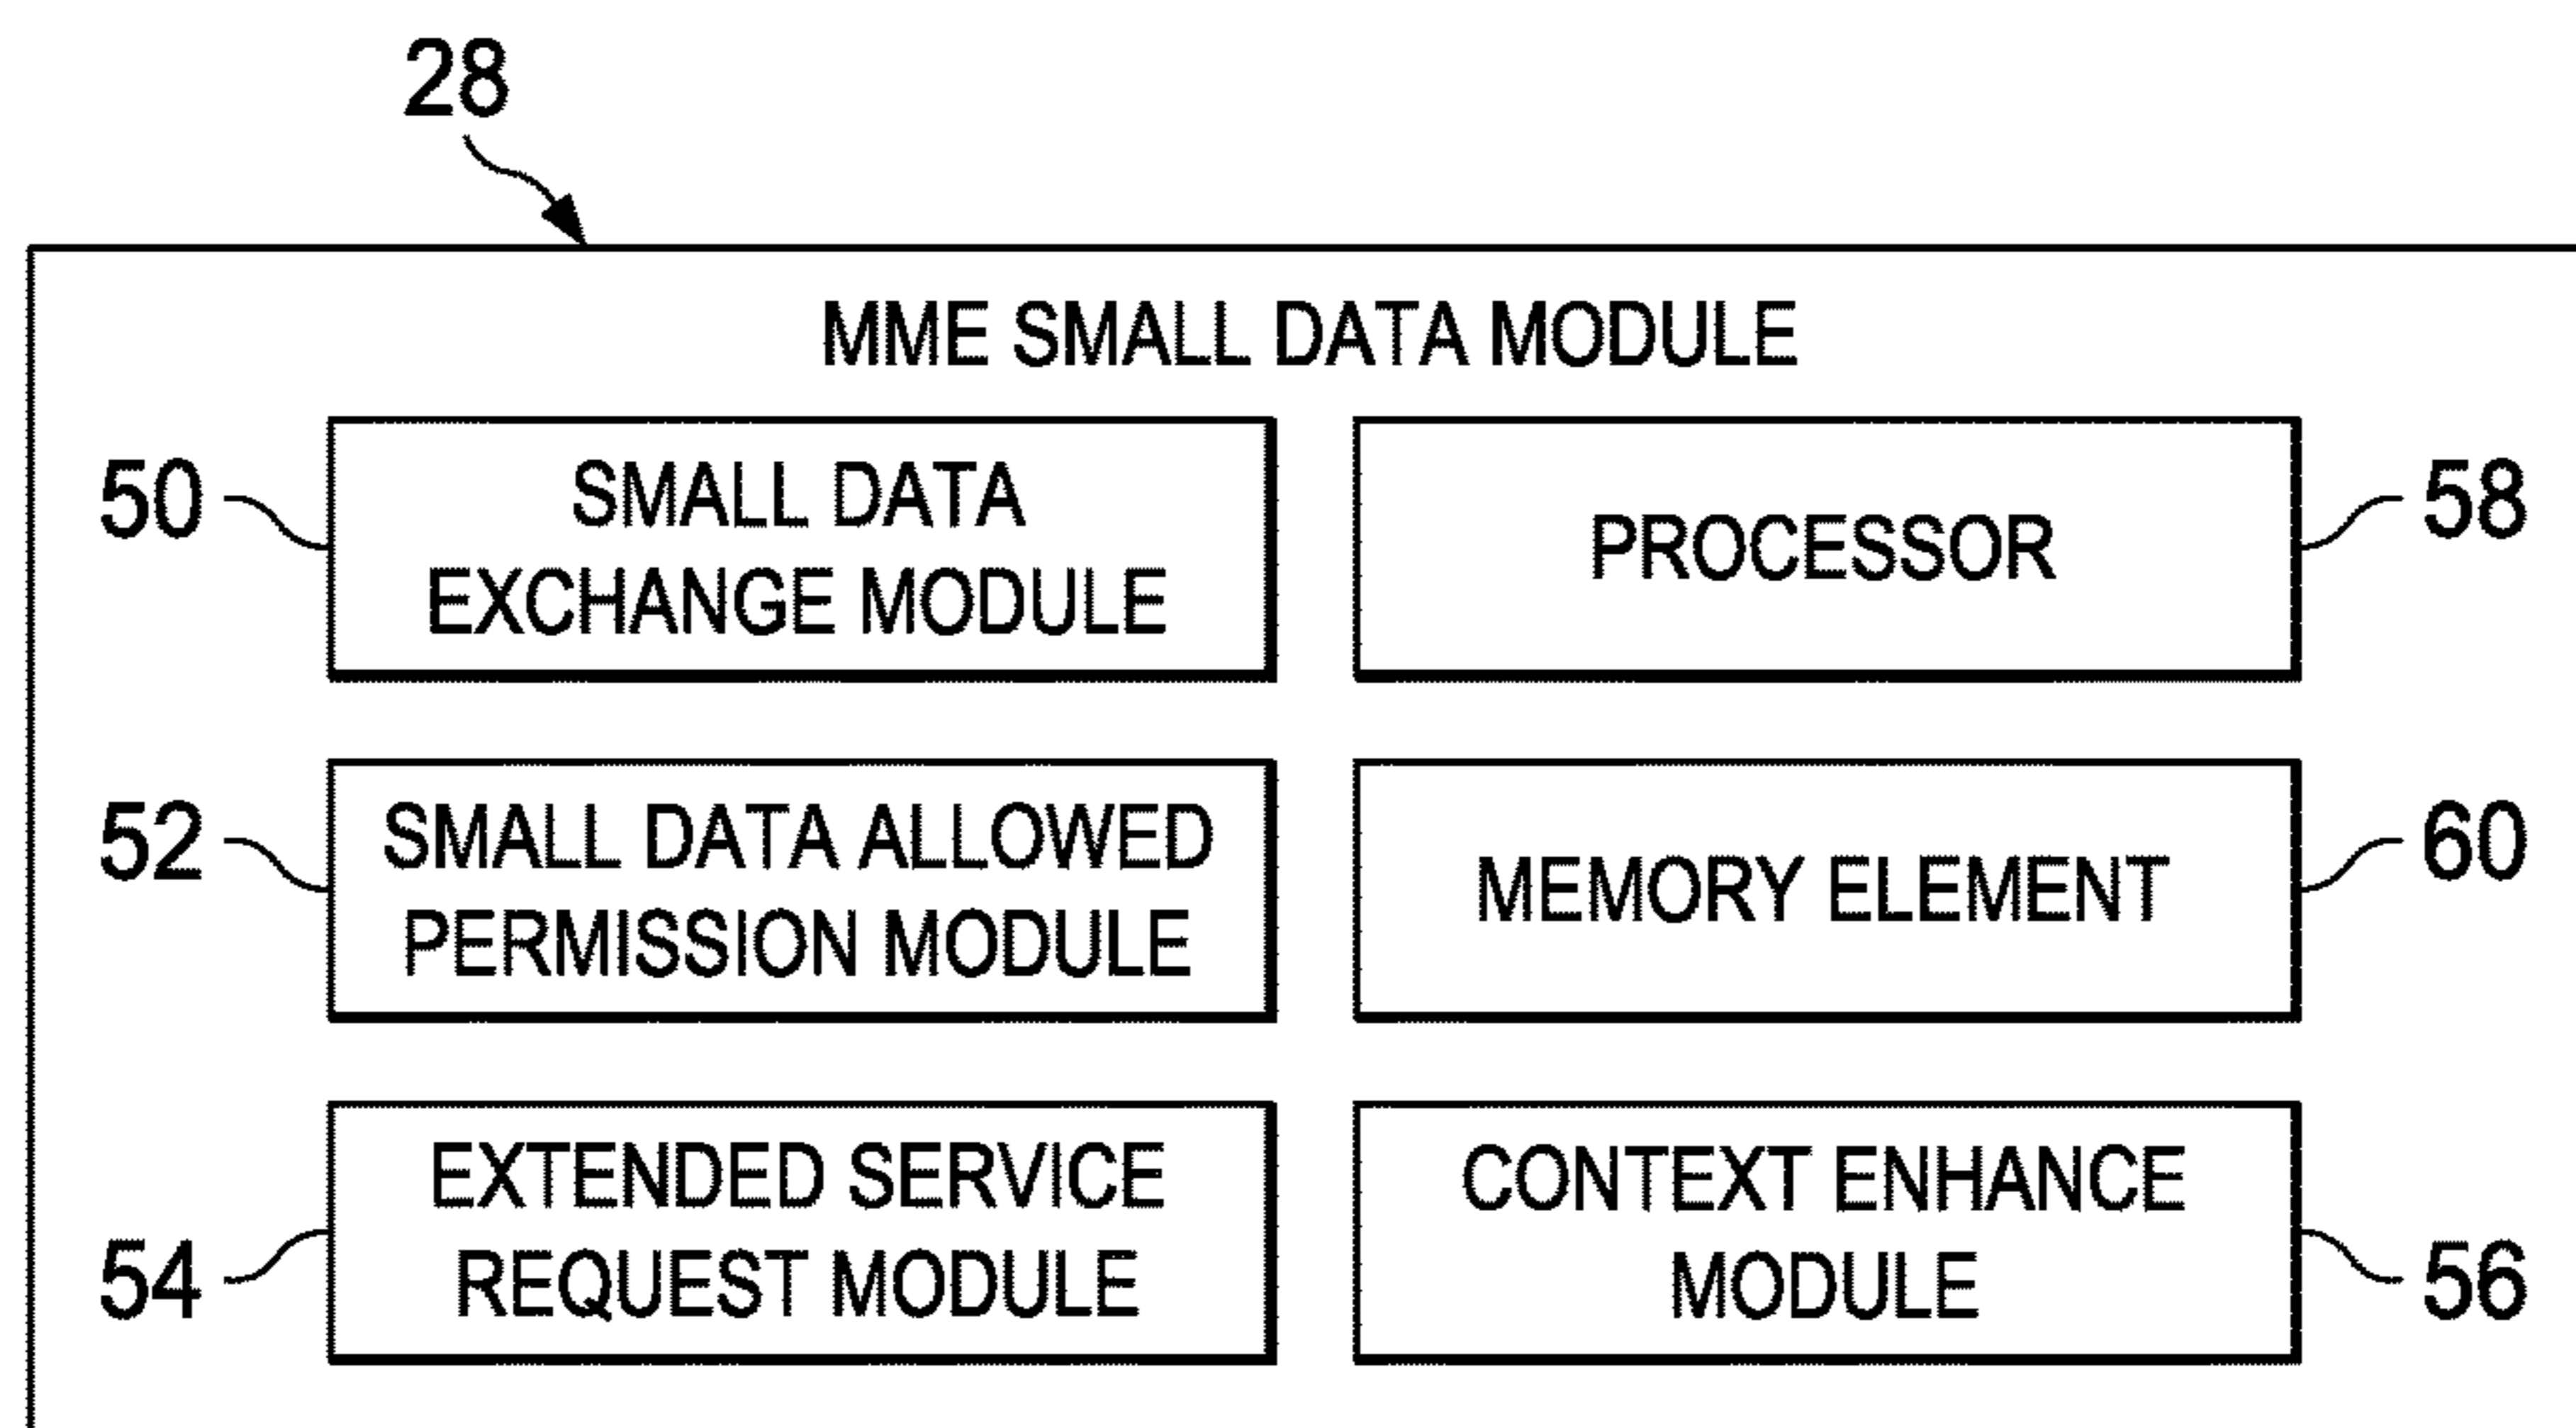 28
MME SMALL DATA MODULE
50
SMALL DATA
EXCHANGE MODULE
PROCESSOR
58
52
SMALL DATA ALLOWED
PERMISSION MODULE
MEMORY ELEMENT
60
54
EXTENDED SERVICE
REQUEST MODULE
CONTEXT ENHANCE
MODULE
56